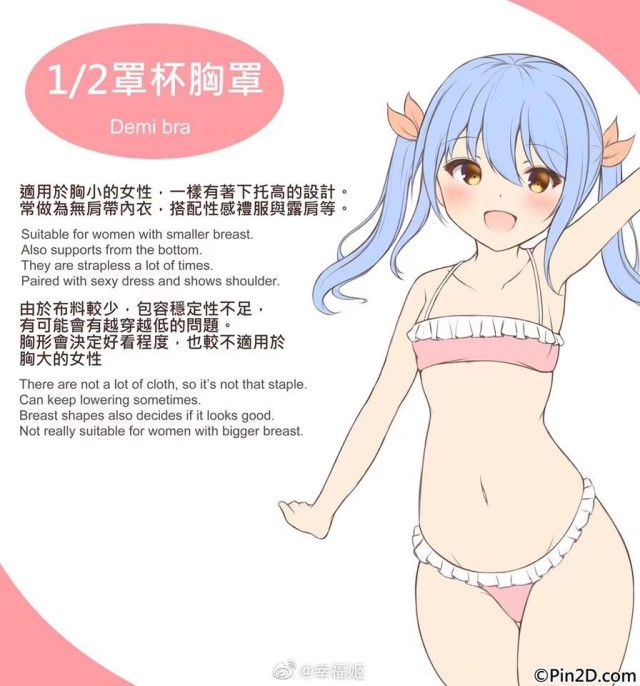 1/2罩杯胸罩
Demi bra
適用於胸小的女性，一樣有著下托高的設計。
常做為無肩帶內衣，搭配性感禮服與露肩等。
Suitable for women with smaller breast.
Also supports from the bottom.
They are strapless a lot of times.
Paired with sexy dress and shows shoulder.
由於布料較少，包容穩定性不足，
有可能會有越穿越低的問題。
胸形會決定好看程度，也較不適用於
胸大的女性
There are not a lot of cloth, so it's not that staple.
Can keep lowering sometimes.
Breast shapes also decides if it looks good.
Not really suitable for women with bigger breast.
@幸福姬
©Pin2D.com